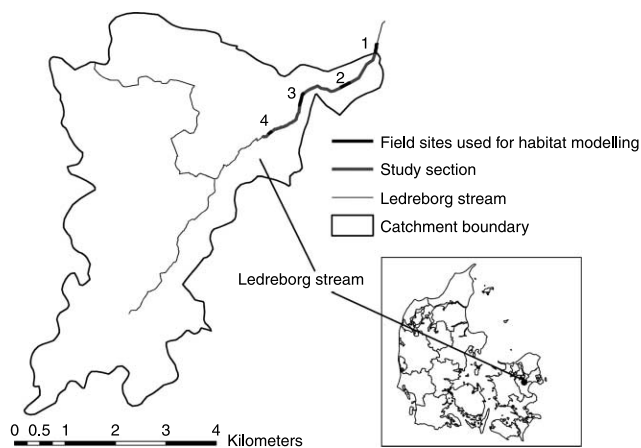 1
2
3
4
Field sites used for habitat modelling
Study section
Ledreborg stream
Catchment boundary
Ledreborg stream
0 0.5 1 2 3 4 Kilometers